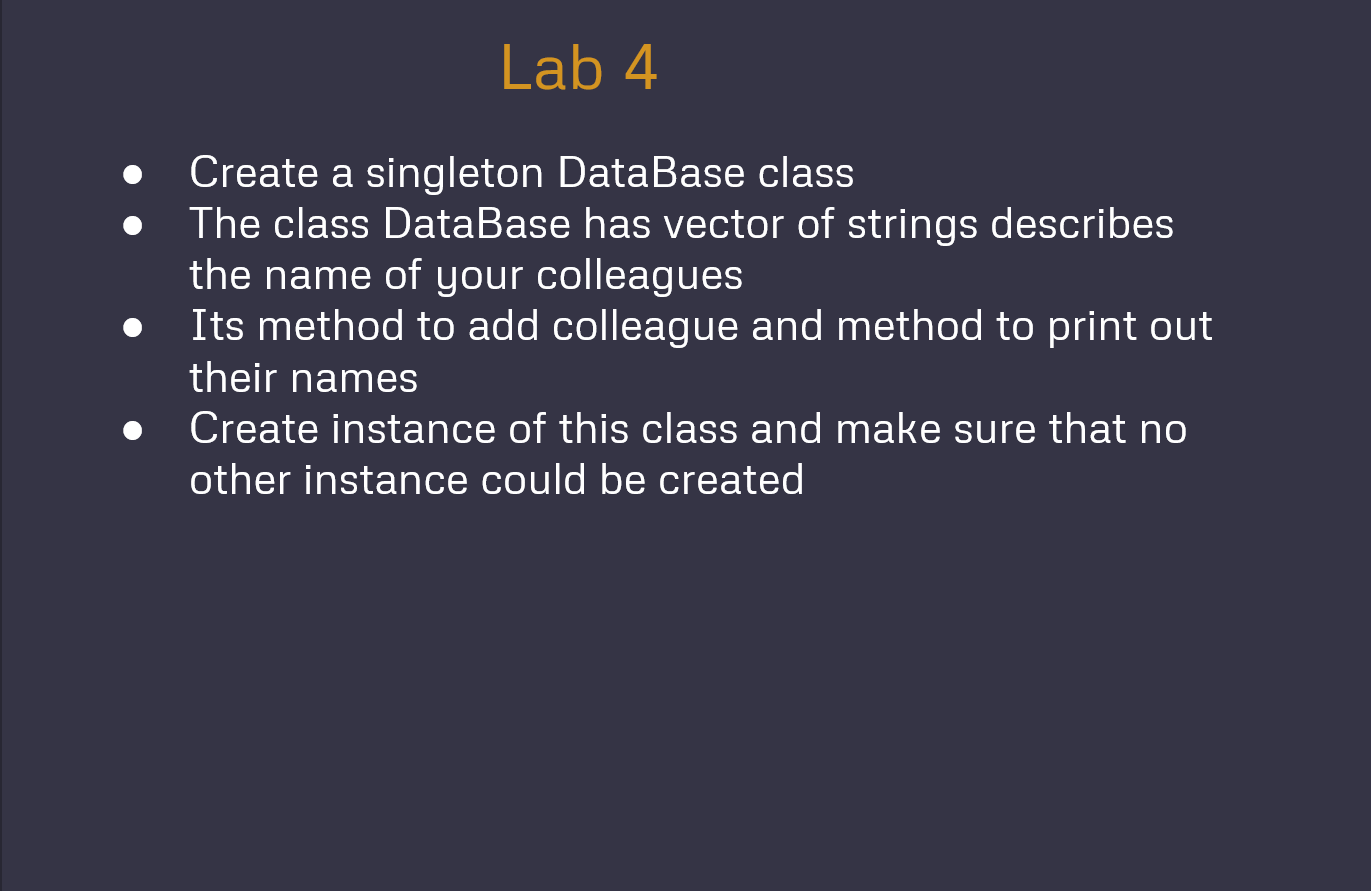 Lab 4
● Create a singleton DataBase class
● The class DataBase has vector of strings describes
the name of your colleagues
● Its method to add colleague and method to print out
their names
● Create instance of this class and make sure that no
other instance could be created